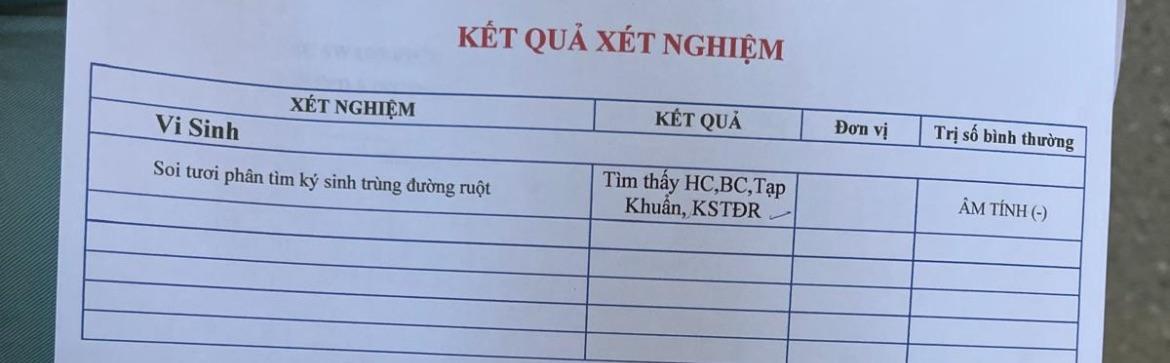 KẾT QUẢ XÉT NGHIỆM
XÉT NGHIỆM KẾT QUẢ Đơn vị Trị số bình thường
Vi Sinh
Soi tươi phân tìm ký sinh trùng đường ruột
Tìm thấy HC,BC,Tạp
Khuẩn, KSTĐR
ÂM TÍNH (-)